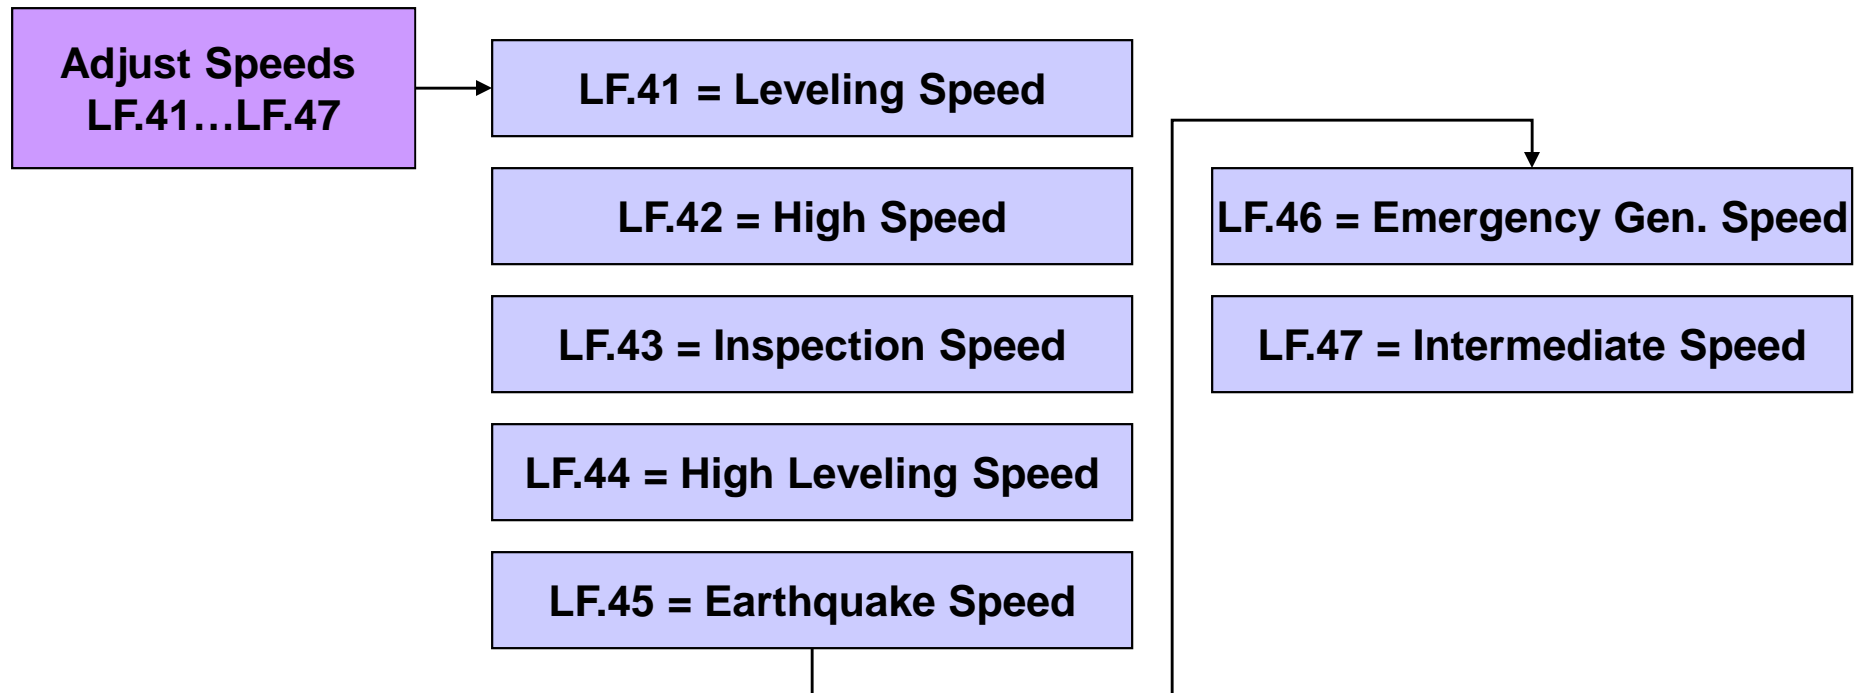 Adjust Speeds
LF.41…LF.47
LF.41 = Leveling Speed
LF.42 = High Speed
LF.43 = Inspection Speed
LF.44 = High Leveling Speed
LF.45 = Earthquake Speed
LF.46 = Emergency Gen. Speed
LF.47 = Intermediate Speed